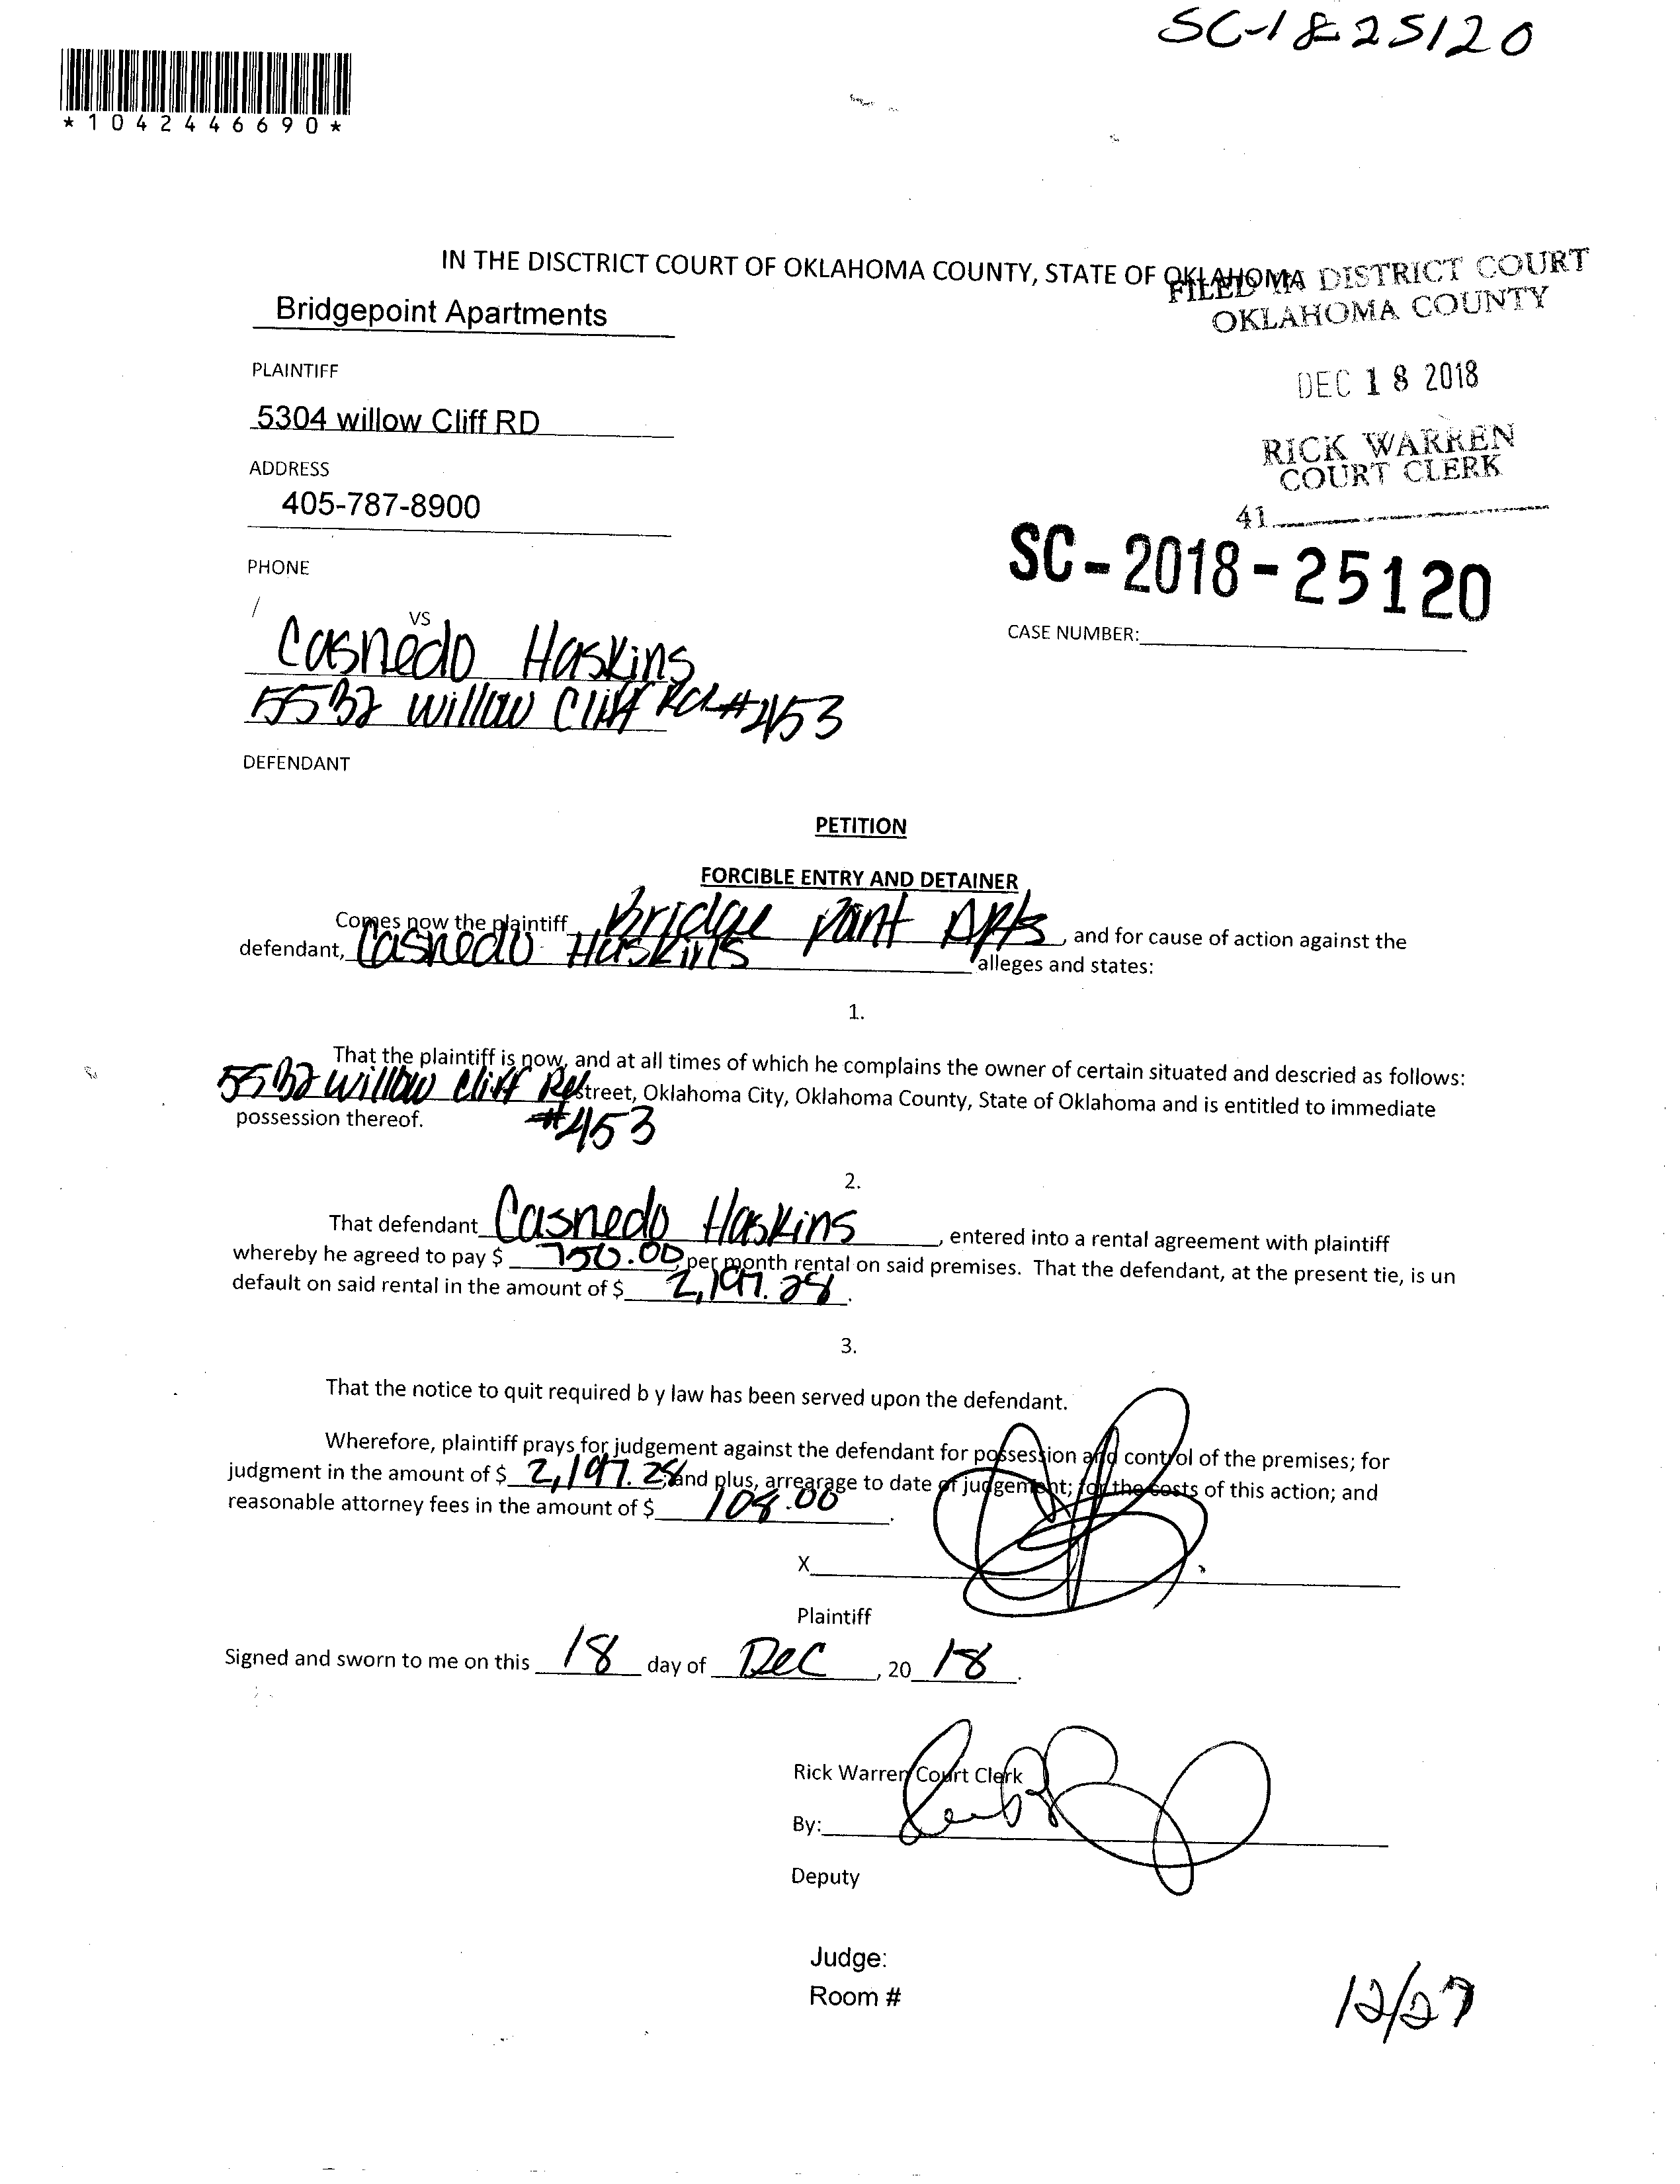 SC-1825120
*1042446690*
IN THE DISCTRICT COURT OF OKLAHOMA COUNTY, STATE OF OKLAHOMA
FILED IN DISTRICT COURT
OKLAHOMA COUNTY
Bridgepoint Apartments
PLAINTIFF
DEC 18 2018
5304 willow Cliff RD
RICK WARREN
COURT CLERK
ADDRESS
405-787-8900
41
SC-2018-25120
PHONE
CASE NUMBER:
VS
Casnedo Haskins
5532 Willow Cliff Rd #453
DEFENDANT
PETITION
FORCIBLE ENTRY AND DETAINER
Comes now the plaintiff Bridge Point Apts, and for cause of action against the
defendant, Casnedo Haskins alleges and states:
1.
That the plaintiff is now, and at all times of which he complains the owner of certain situated and descried as follows:
5532 Willow Cliff Rd street, Oklahoma City, Oklahoma County, State of Oklahoma and is entitled to immediate
possession thereof. #453
2.
That defendant Casnedo Haskins, entered into a rental agreement with plaintiff
whereby he agreed to pay $ 750.00, per month rental on said premises. That the defendant, at the present tie, is un
default on said rental in the amount of $ 2,197.28.
3.
That the notice to quit required b y law has been served upon the defendant.
Wherefore, plaintiff prays for judgement against the defendant for possession and control of the premises; for
judgment in the amount of $ 2,197.28 and plus, arrearage to date of judgement; for the costs of this action; and
reasonable attorney fees in the amount of $ 108.00.
X
Plaintiff
Signed and sworn to me on this 18 day of Dec, 20 18.
Rick Warren Court Clerk
By:
Deputy
Judge:
Room #
12/27